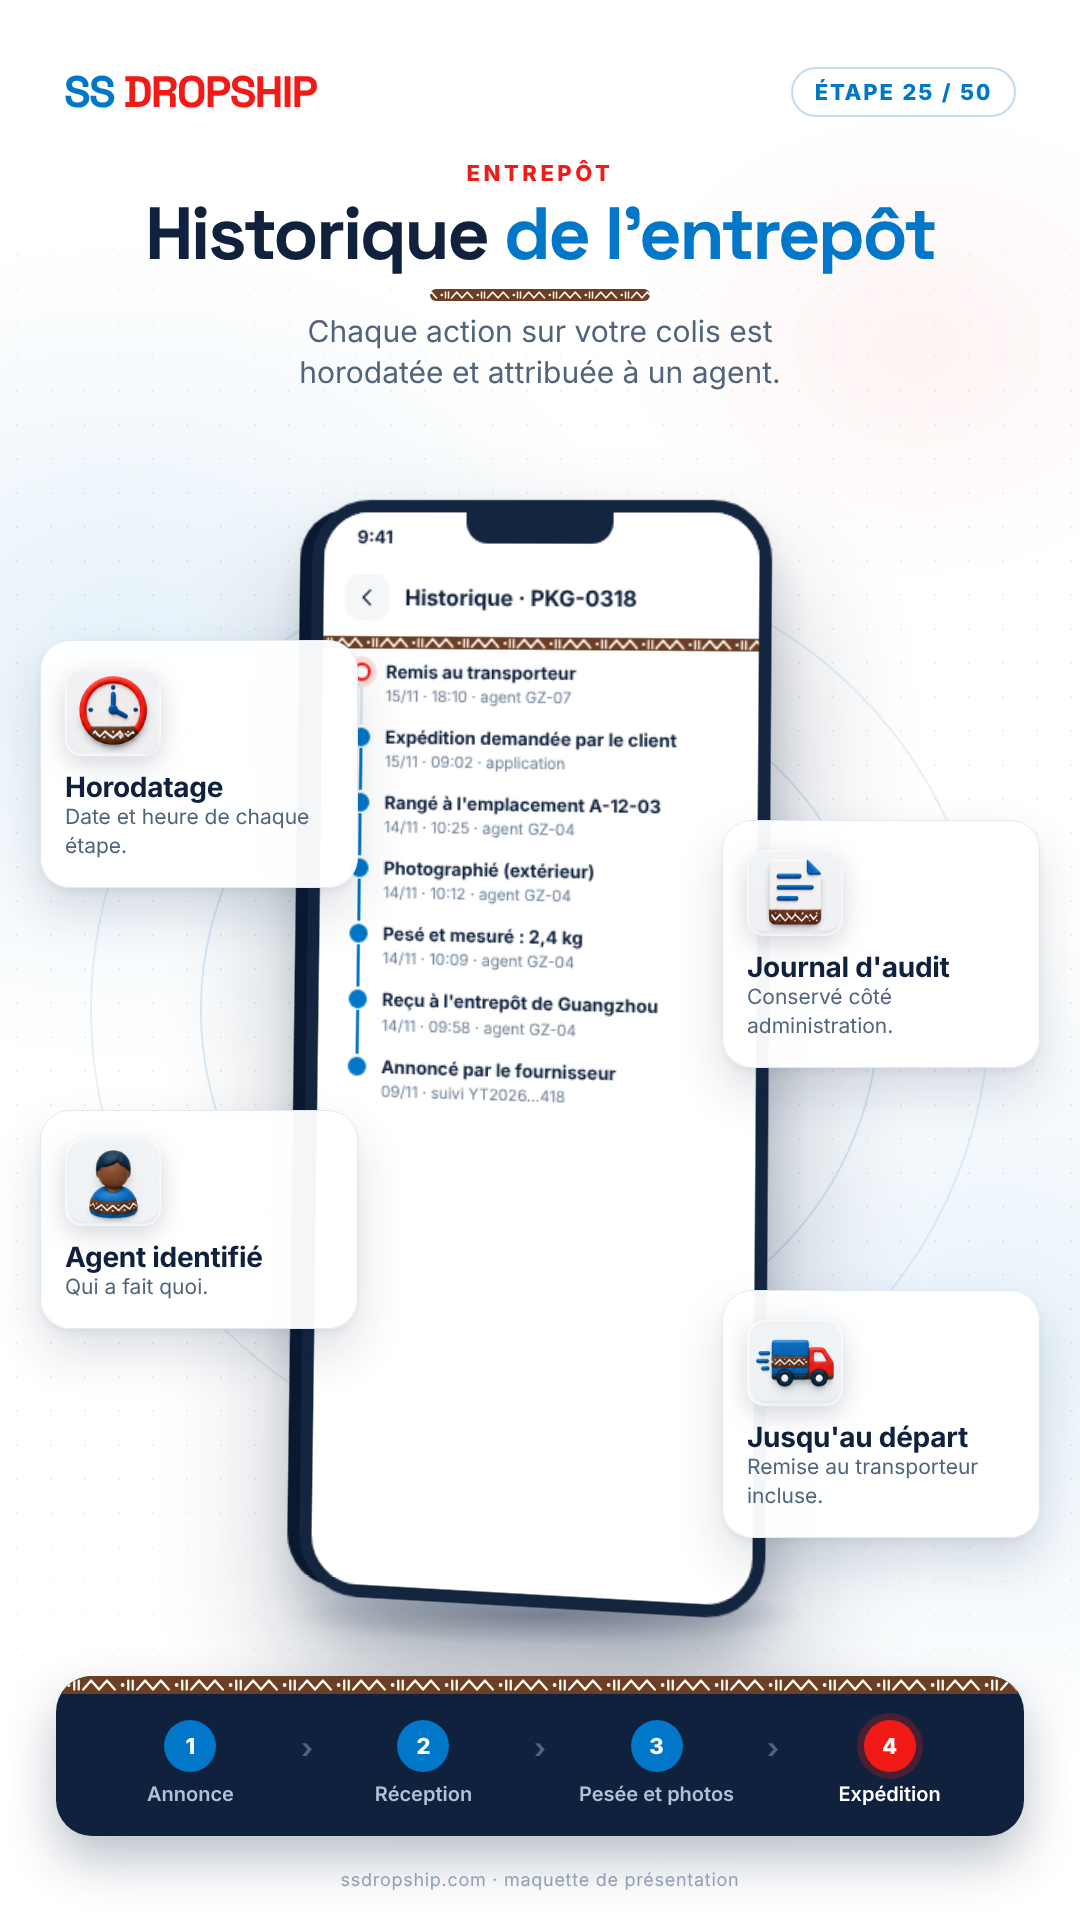 SS DROPSHIP
ÉTAPE 25 / 50
ENTREPÔT
Historique de l’entrepôt
Chaque action sur votre colis est
horodatée et attribuée à un agent.
9:41
Historique · PKG-0318
Remis au transporteur
15/11 · 18:10 · agent GZ-07
Expédition demandée par le client
15/11 · 09:02 · application
Rangé à l'emplacement A-12-03
14/11 · 10:25 · agent GZ-04
Photographié (extérieur)
14/11 · 10:12 · agent GZ-04
Pesé et mesuré : 2,4 kg
14/11 · 10:09 · agent GZ-04
Reçu à l'entrepôt de Guangzhou
14/11 · 09:58 · agent GZ-04
Annoncé par le fournisseur
09/11 · suivi YT2026...418
Horodatage
Date et heure de chaque
étape.
Journal d'audit
Conservé côté
administration.
Agent identifié
Qui a fait quoi.
Jusqu'au départ
Remise au transporteur
incluse.
1 › 2 › 3 › 4
Annonce Réception Pesée et photos Expédition
ssdropship.com · maquette de présentation